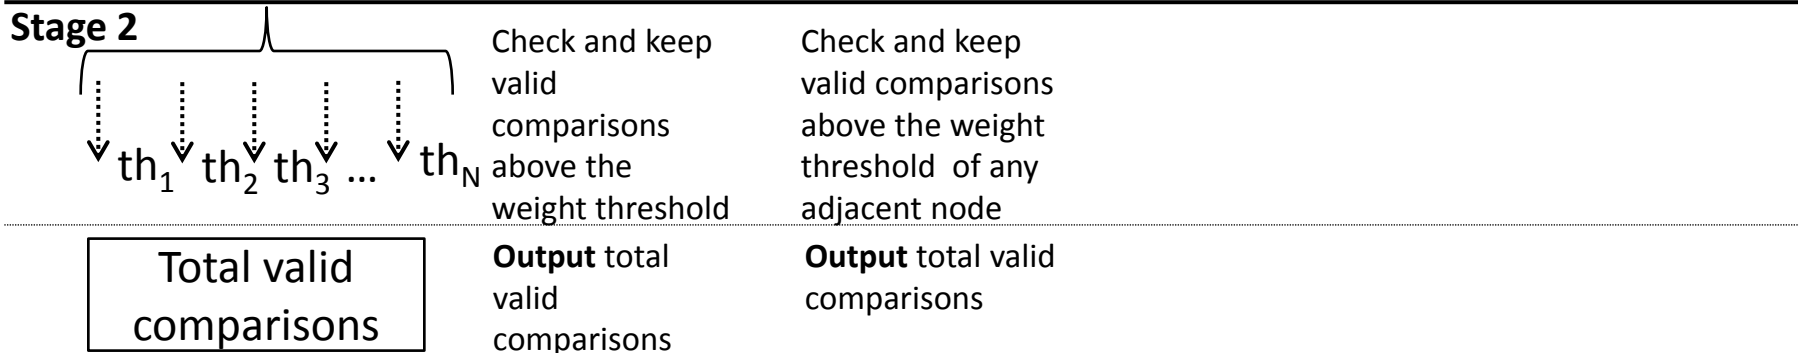 Stage 2
th1 th2 th3 ... thN
Check and keep
valid
comparisons
above the
weight threshold
Check and keep
valid comparisons
above the weight
threshold of any
adjacent node
Total valid
comparisons
Output total
valid
comparisons
Output total valid
comparisons